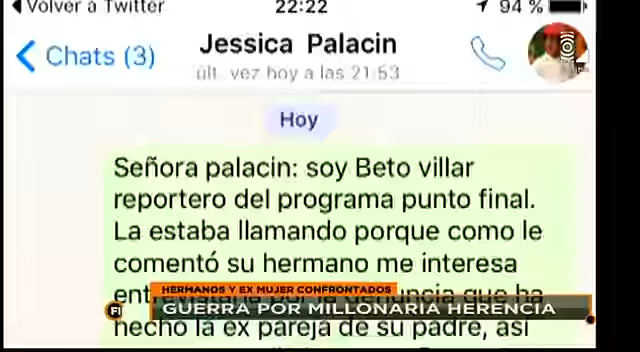 Volver a Twitter
22:22
94 %
Chats (3)
Jessica Palacin
últ. vez hoy a las 21:53
Hoy
Señora palacin: soy Beto villar
reportero del programa punto final.
La estaba llamando porque como le
comentó su hermano me interesa
entrevistarla por la denuncia que ha
HERMANOS Y EX MUJER CONFRONTADOS
GUERRA POR MILLONARIA HERENCIA
hecho la ex pareja de su padre, así